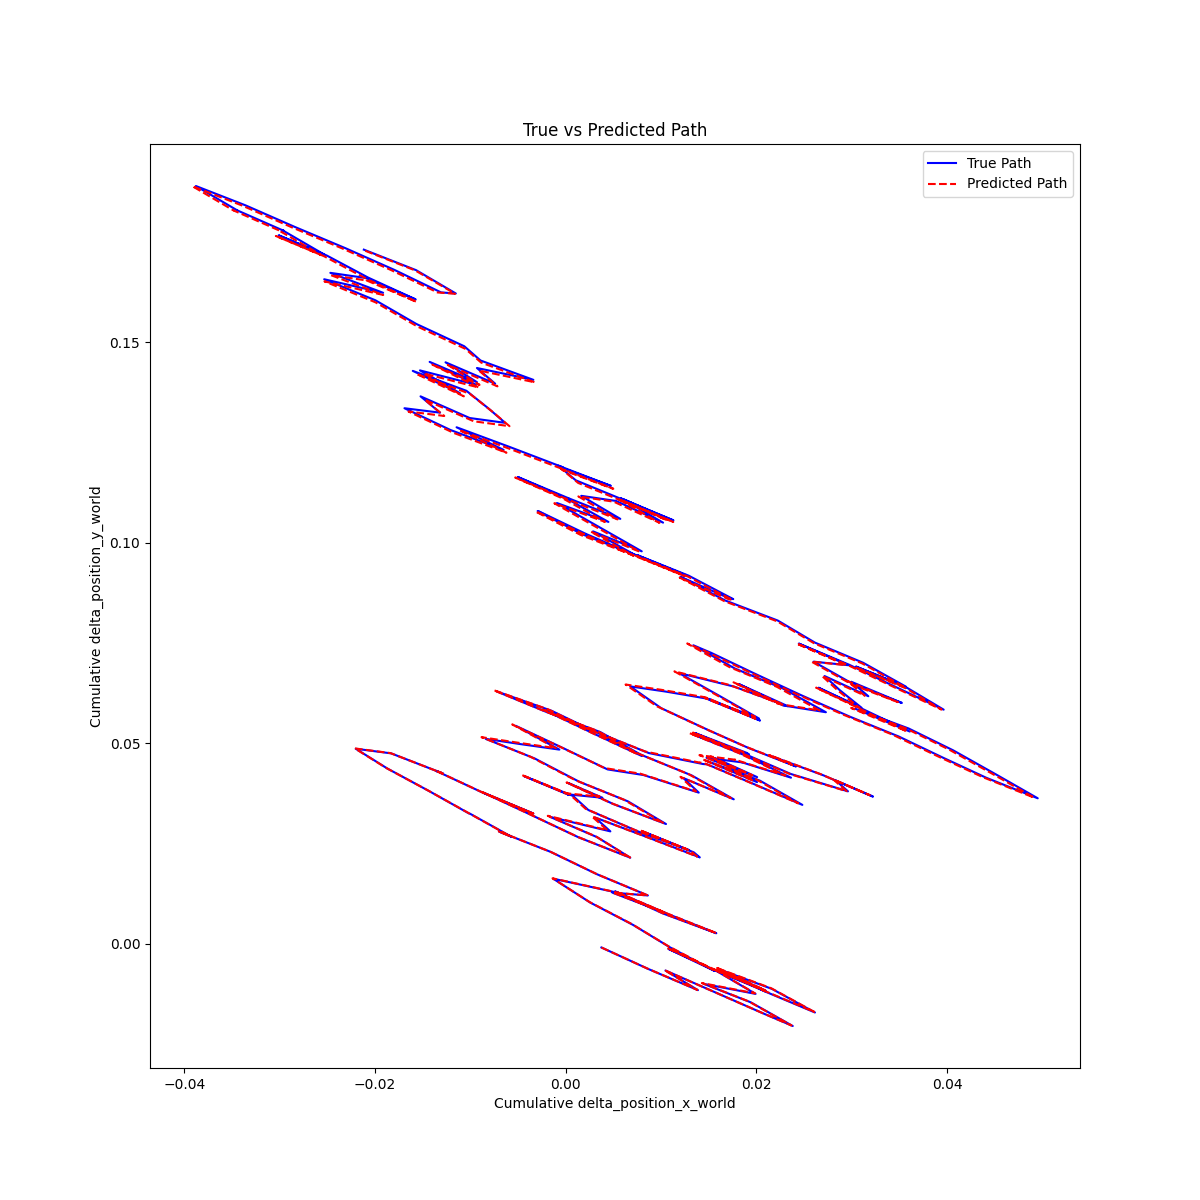 True vs Predicted Path
True Path
Predicted Path
0.15
0.10
0.05
0.00
Cumulative delta_position_y_world
−0.04
−0.02
0.00
0.02
0.04
Cumulative delta_position_x_world